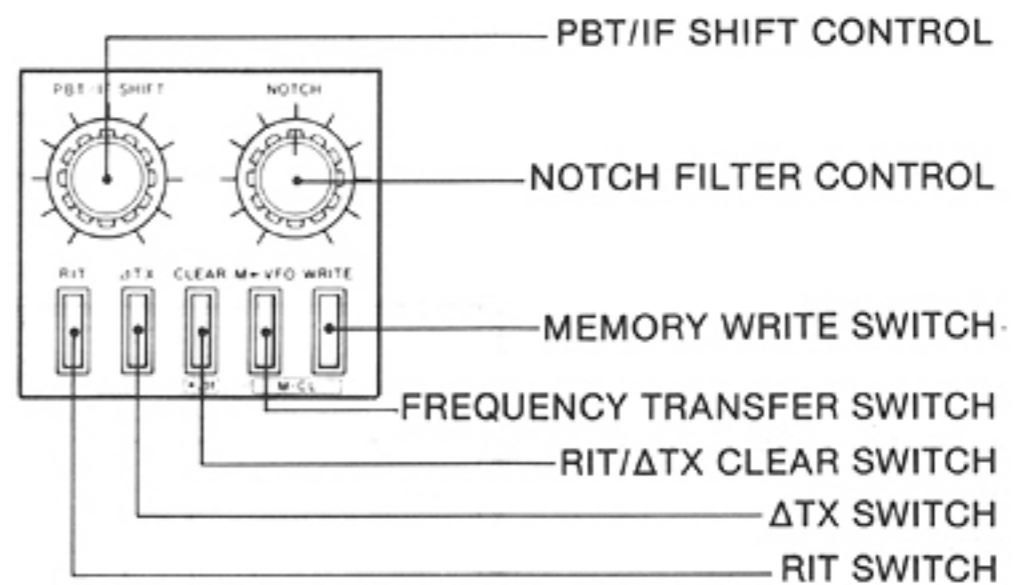 PBT/IF SHIFT CONTROL
PBT/IF SHIFT NOTCH
NOTCH FILTER CONTROL
RIT ΔTX CLEAR M←VFO WRITE
MEMORY WRITE SWITCH
M-CL
FREQUENCY TRANSFER SWITCH
RIT/ΔTX CLEAR SWITCH
ΔTX SWITCH
RIT SWITCH